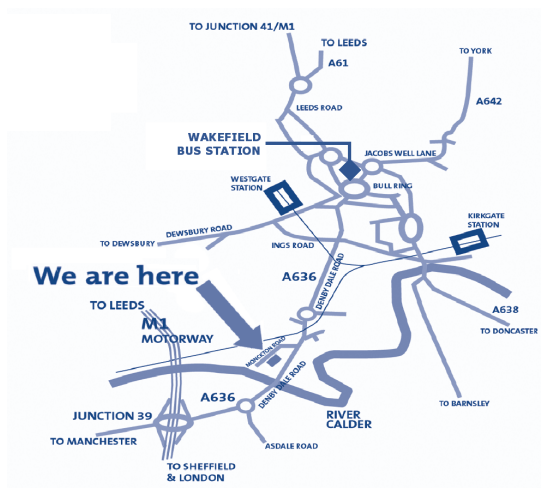 TO JUNCTION 41/M1
TO LEEDS
A61
TO YORK
A642
LEEDS ROAD
WAKEFIELD
BUS STATION
JACOBS WELL LANE
WESTGATE
STATION
BULL RING
KIRKGATE
STATION
DEWSBURY ROAD
TO DEWSBURY
INGS ROAD
We are here
A636
DENBY DALE ROAD
TO LEEDS
M1
MOTORWAY
A638
TO DONCASTER
MONCKTON ROAD
DENBY DALE ROAD
A636
JUNCTION 39
RIVER
CALDER
TO BARNSLEY
TO MANCHESTER
ASDALE ROAD
TO SHEFFIELD
& LONDON